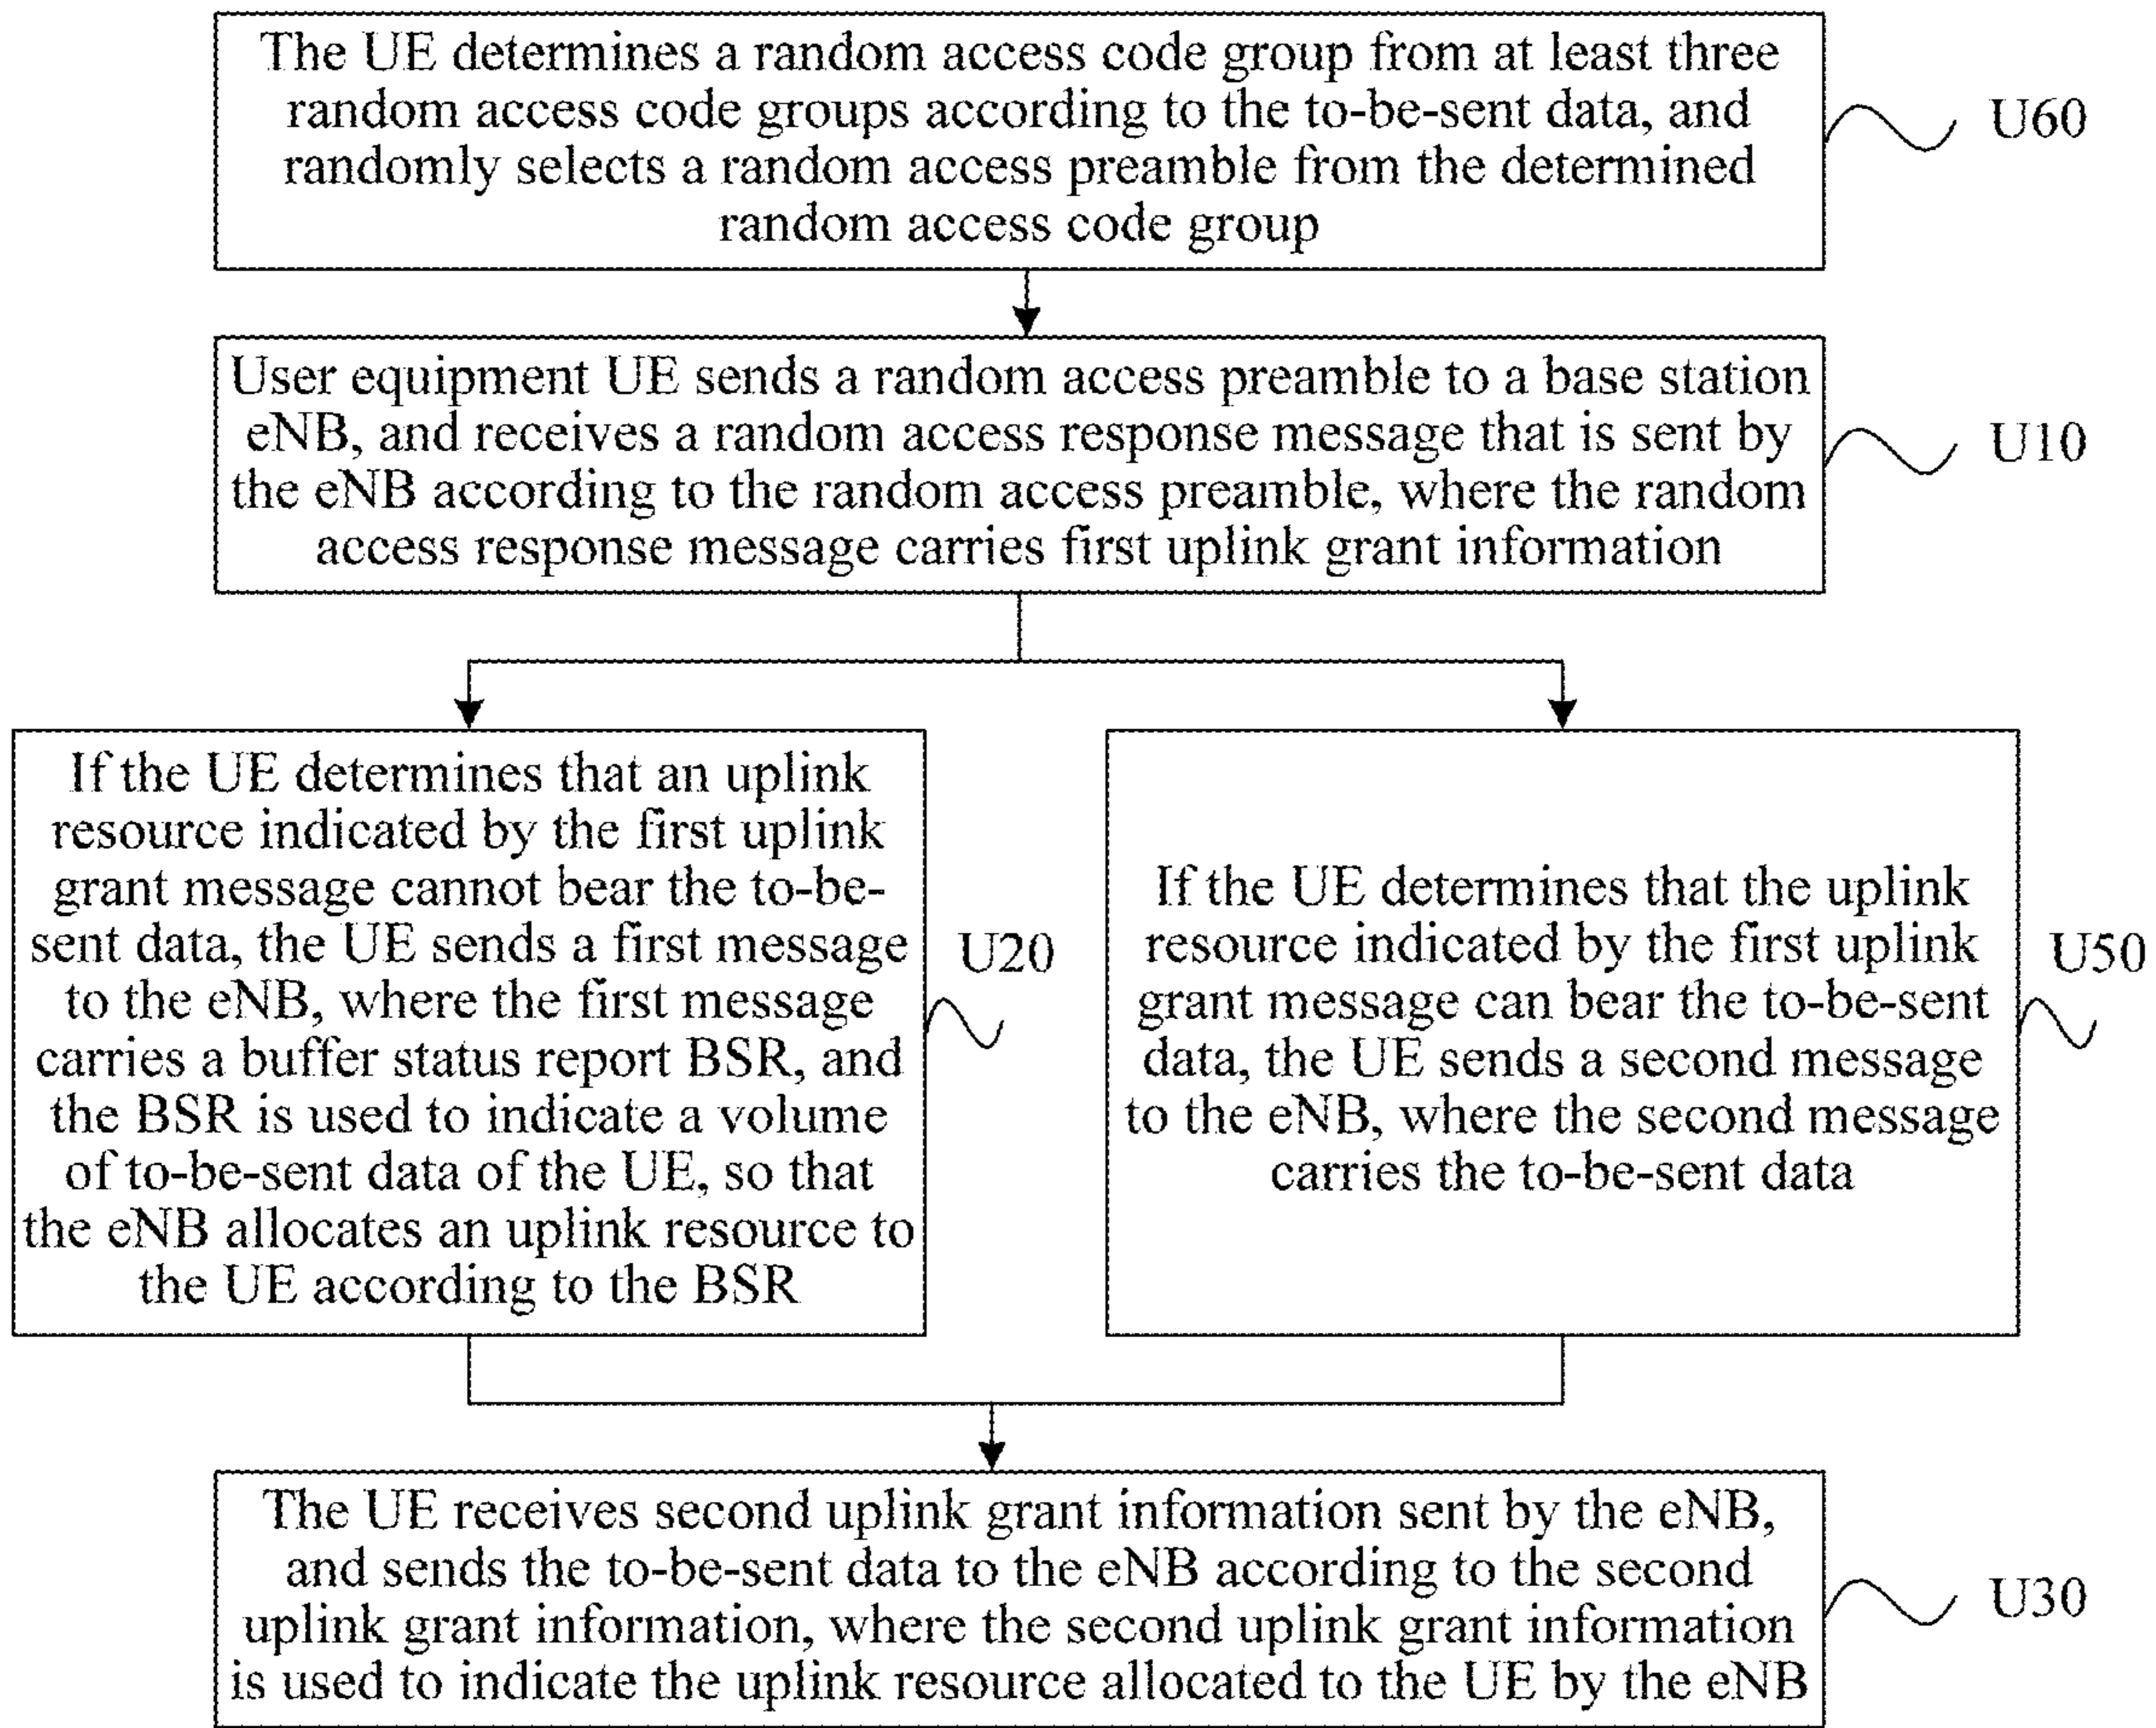 The UE determines a random access code group from at least three
random access code groups according to the to-be-sent data, and
randomly selects a random access preamble from the determined
random access code group
U60
User equipment UE sends a random access preamble to a base station
eNB, and receives a random access response message that is sent by
the eNB according to the random access preamble, where the random
access response message carries first uplink grant information
U10
If the UE determines that an uplink
resource indicated by the first uplink
grant message cannot bear the to-be-
sent data, the UE sends a first message
to the eNB, where the first message
carries a buffer status report BSR, and
the BSR is used to indicate a volume
of to-be-sent data of the UE, so that
the eNB allocates an uplink resource to
the UE according to the BSR
U20
If the UE determines that the uplink
resource indicated by the first uplink
grant message can bear the to-be-sent
data, the UE sends a second message
to the eNB, where the second message
carries the to-be-sent data
U50
The UE receives second uplink grant information sent by the eNB,
and sends the to-be-sent data to the eNB according to the second
uplink grant information, where the second uplink grant information
is used to indicate the uplink resource allocated to the UE by the eNB
U30